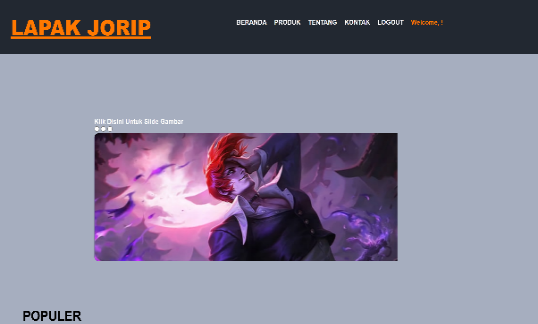 LAPAK JORIP
BERANDA PRODUK TENTANG KONTAK LOGOUT Welcome, !
Klik Disini Untuk Slide Gambar
POPULER